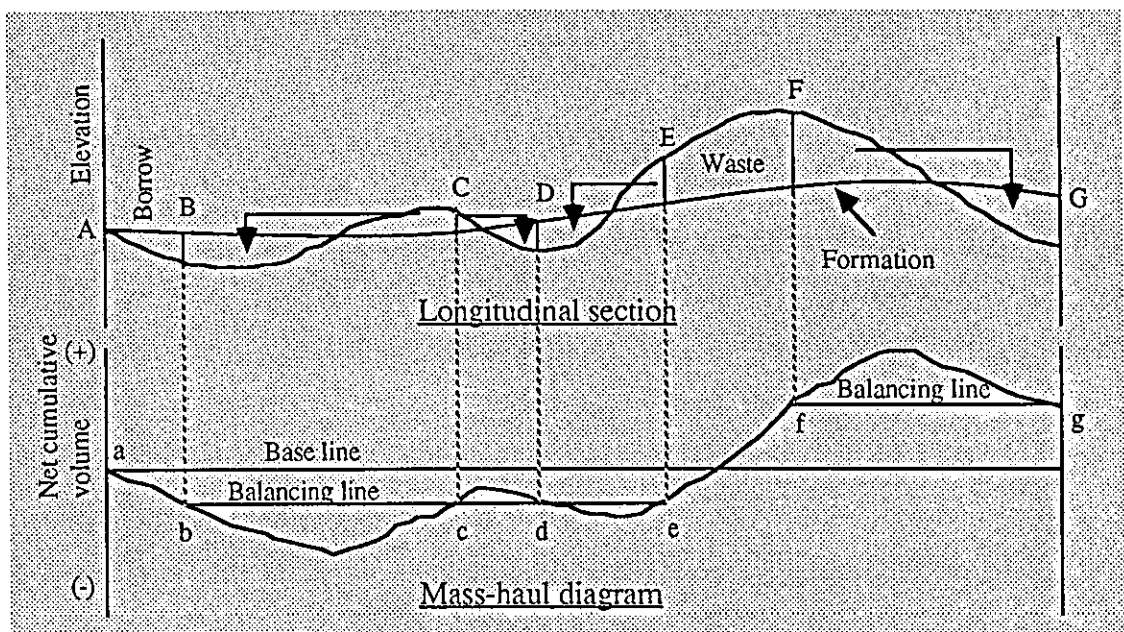 Elevation
Borrow
A
B
C
D
E
F
G
Waste
Formation
Longitudinal section
(+)
Net cumulative
volume
(-)
a
Base line
Balancing line
b
c
d
e
f
g
Balancing line
Mass-haul diagram